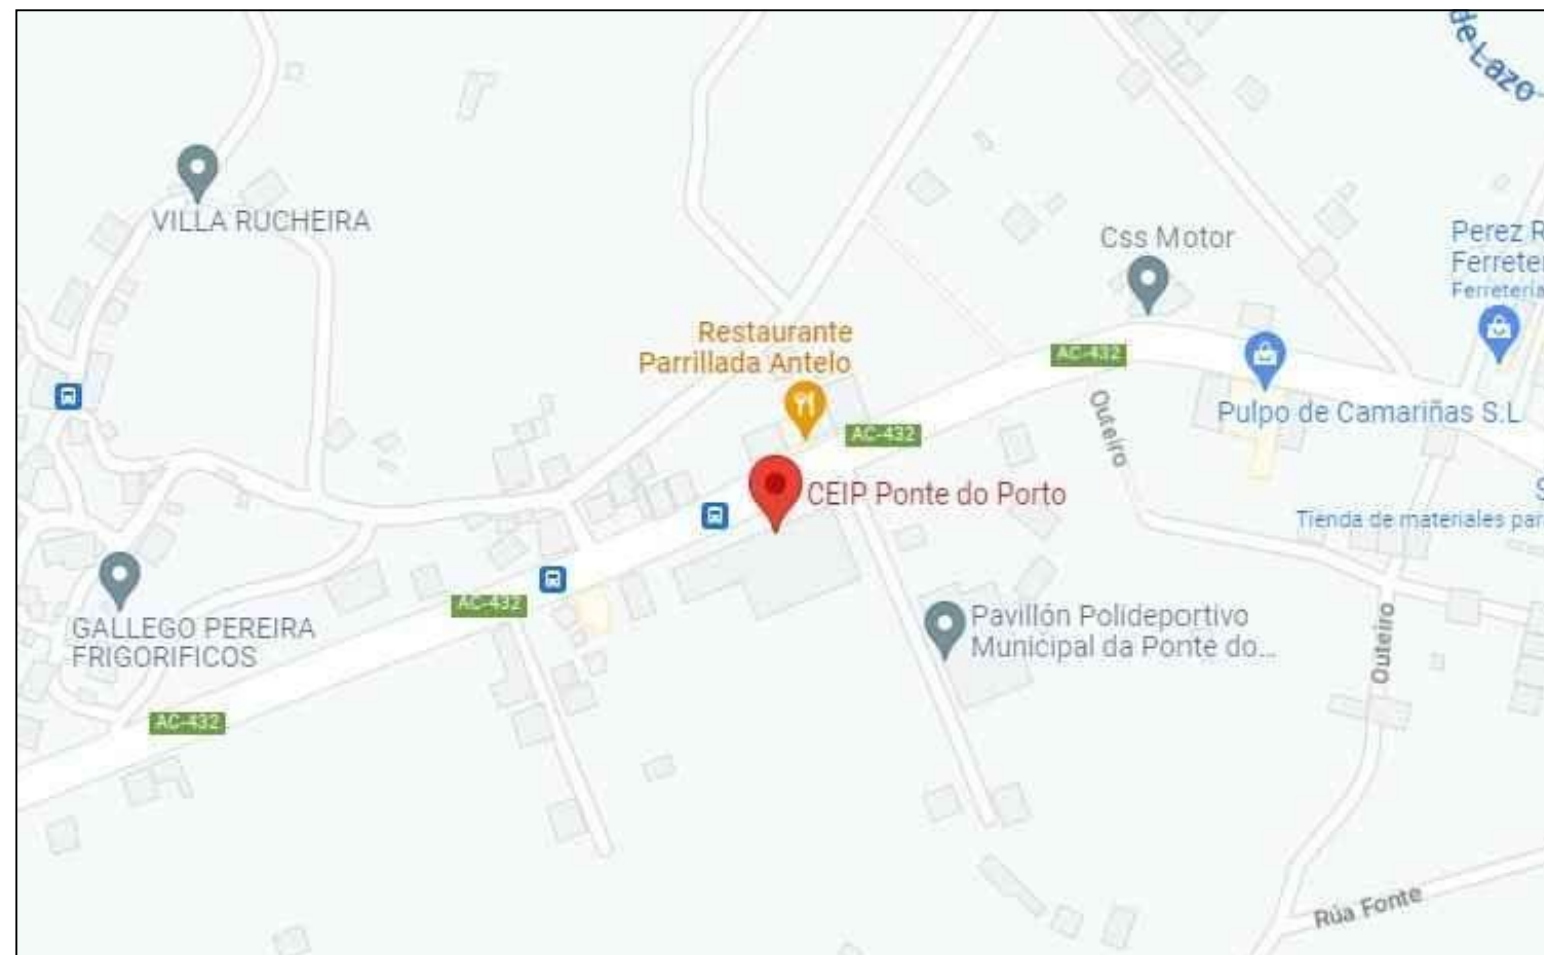 de Lazo
VILLA RUCHEIRA
Css Motor
Perez R
Ferreter
Ferretería
Restaurante
Parrillada Antelo
AC-432
Pulpo de Camariñas S.L
Outeiro
AC-432
CEIP Ponte do Porto
S
Tienda de materiales par
AC-432
GALLEGO PEREIRA
FRIGORIFICOS
Pavillón Polideportivo
Municipal da Ponte do...
Outeiro
AC-432
Rúa Fonte